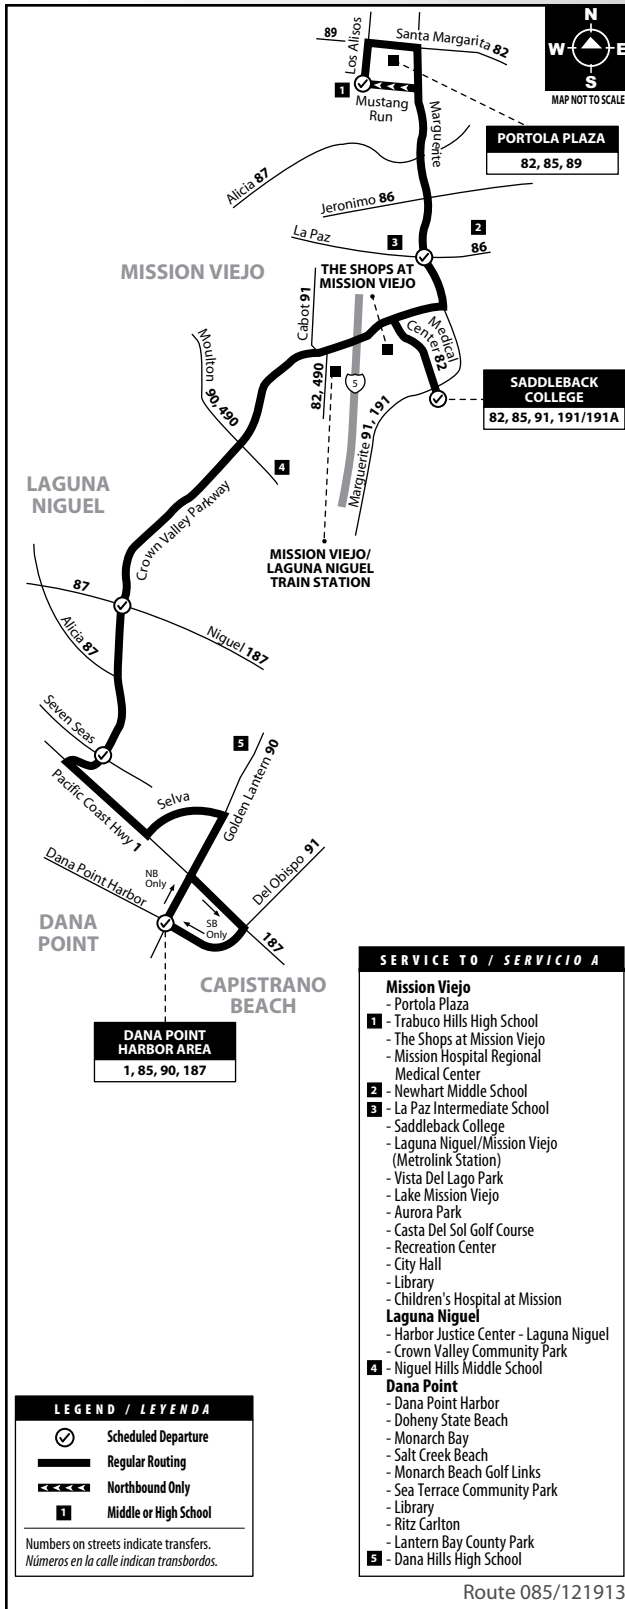 N
W
E
S
MAP NOT TO SCALE
89
Los Alisos
Santa Margarita 82
1
Mustang
Run
Marguerite
PORTOLA PLAZA
82, 85, 89
Alicia 87
Jeronimo 86
La Paz
3
2
86
MISSION VIEJO
THE SHOPS AT
MISSION VIEJO
Cabot 91
Medical
Center 82
Moulton
90, 490
82, 490
5
Marguerite 91, 191
SADDLEBACK
COLLEGE
82, 85, 91, 191/191A
4
LAGUNA
NIGUEL
Crown Valley Parkway
MISSION VIEJO/
LAGUNA NIGUEL
TRAIN STATION
87
Alicia 87
Niguel 187
Seven Seas
5
Golden Lantern 90
Pacific Coast Hwy 1
Selva
Dana Point Harbor
NB
Only
SB
Only
Del Obispo 91
187
DANA
POINT
CAPISTRANO
BEACH
DANA POINT
HARBOR AREA
1, 85, 90, 187
SERVICE TO / SERVICIO A
Mission Viejo
- Portola Plaza
1 - Trabuco Hills High School
- The Shops at Mission Viejo
- Mission Hospital Regional
Medical Center
2 - Newhart Middle School
3 - La Paz Intermediate School
- Saddleback College
- Laguna Niguel/Mission Viejo
(Metrolink Station)
- Vista Del Lago Park
- Lake Mission Viejo
- Aurora Park
- Casta Del Sol Golf Course
- Recreation Center
- City Hall
- Library
- Children's Hospital at Mission
Laguna Niguel
- Harbor Justice Center - Laguna Niguel
- Crown Valley Community Park
4 - Niguel Hills Middle School
Dana Point
- Dana Point Harbor
- Doheny State Beach
- Monarch Bay
- Salt Creek Beach
- Monarch Beach Golf Links
- Sea Terrace Community Park
- Library
- Ritz Carlton
- Lantern Bay County Park
5 - Dana Hills High School
LEGEND / LEYENDA
Scheduled Departure
Regular Routing
Northbound Only
1 Middle or High School
Numbers on streets indicate transfers.
Números en la calle indican transbordos.
Route 085/121913